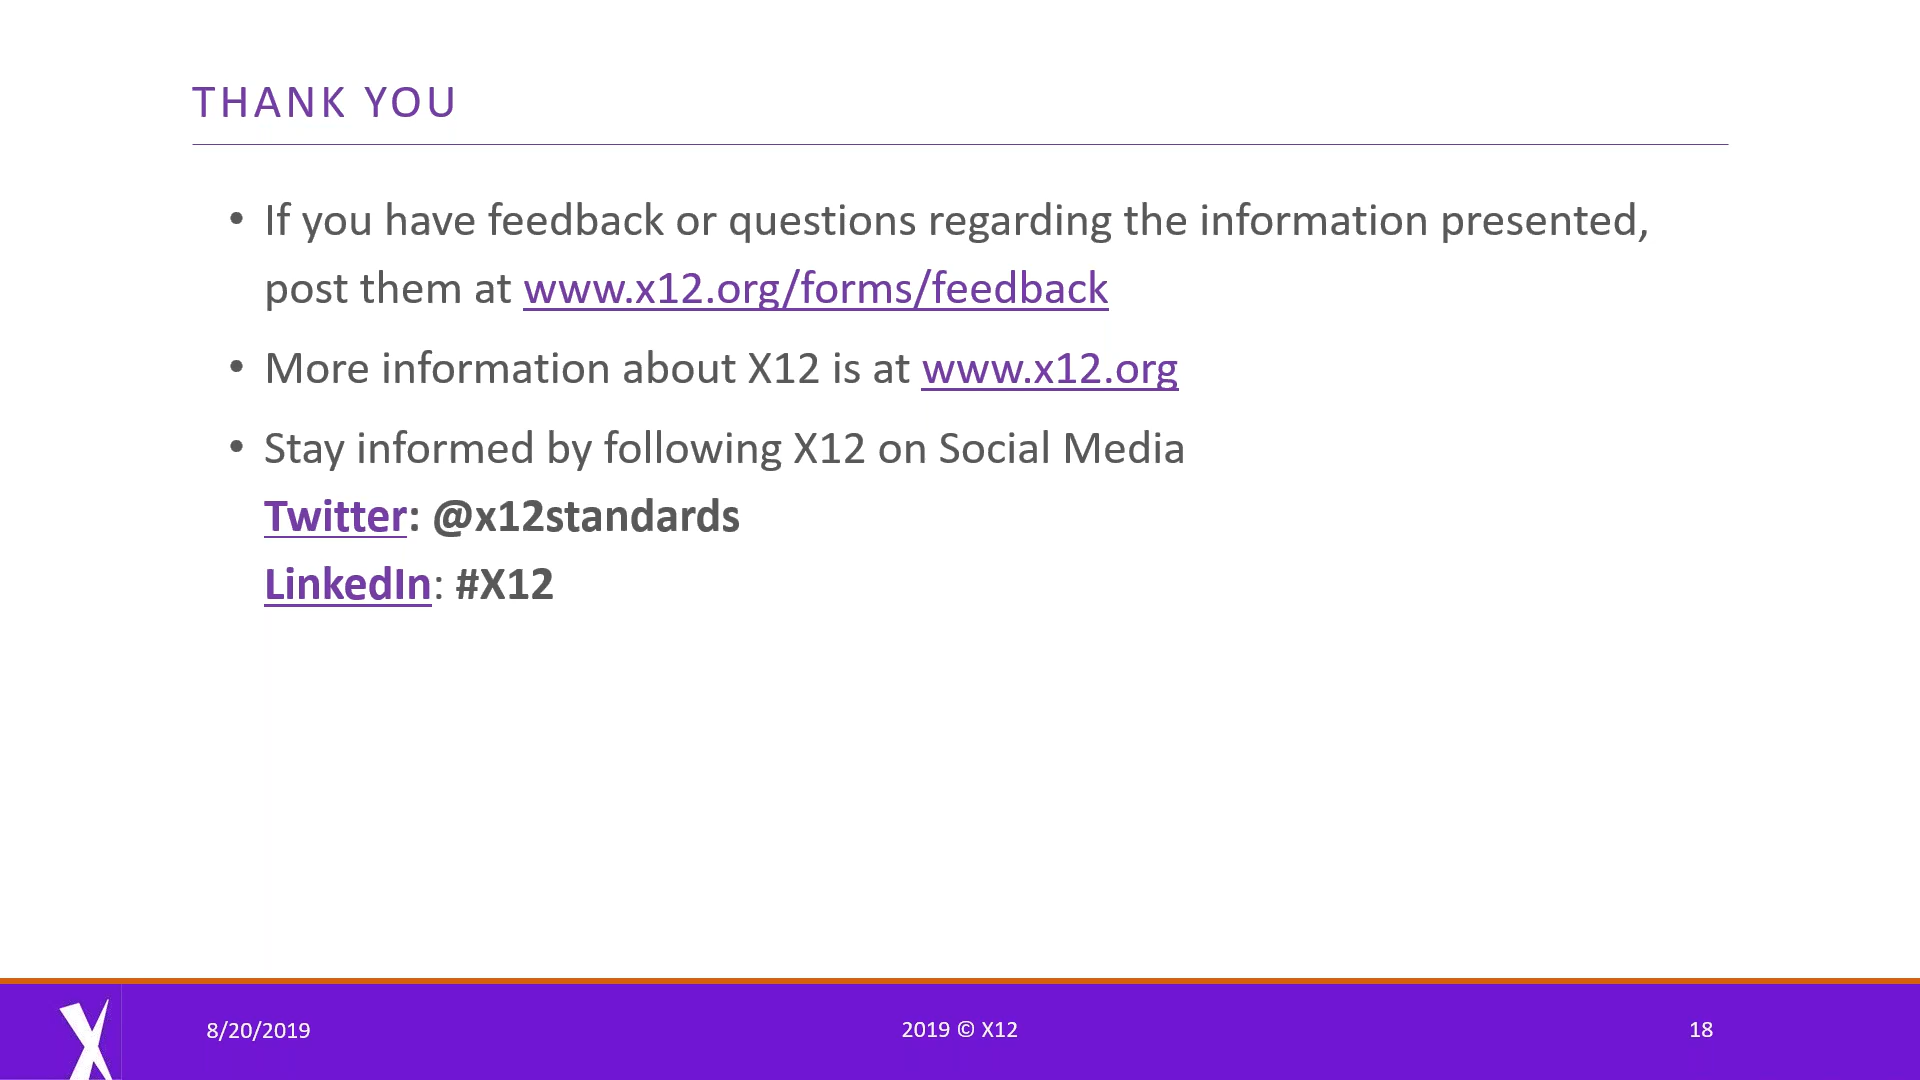 THANK YOU
• If you have feedback or questions regarding the information presented,
post them at www.x12.org/forms/feedback
• More information about X12 is at www.x12.org
• Stay informed by following X12 on Social Media
Twitter: @x12standards
LinkedIn: #X12
X
8/20/2019
2019 © X12
18